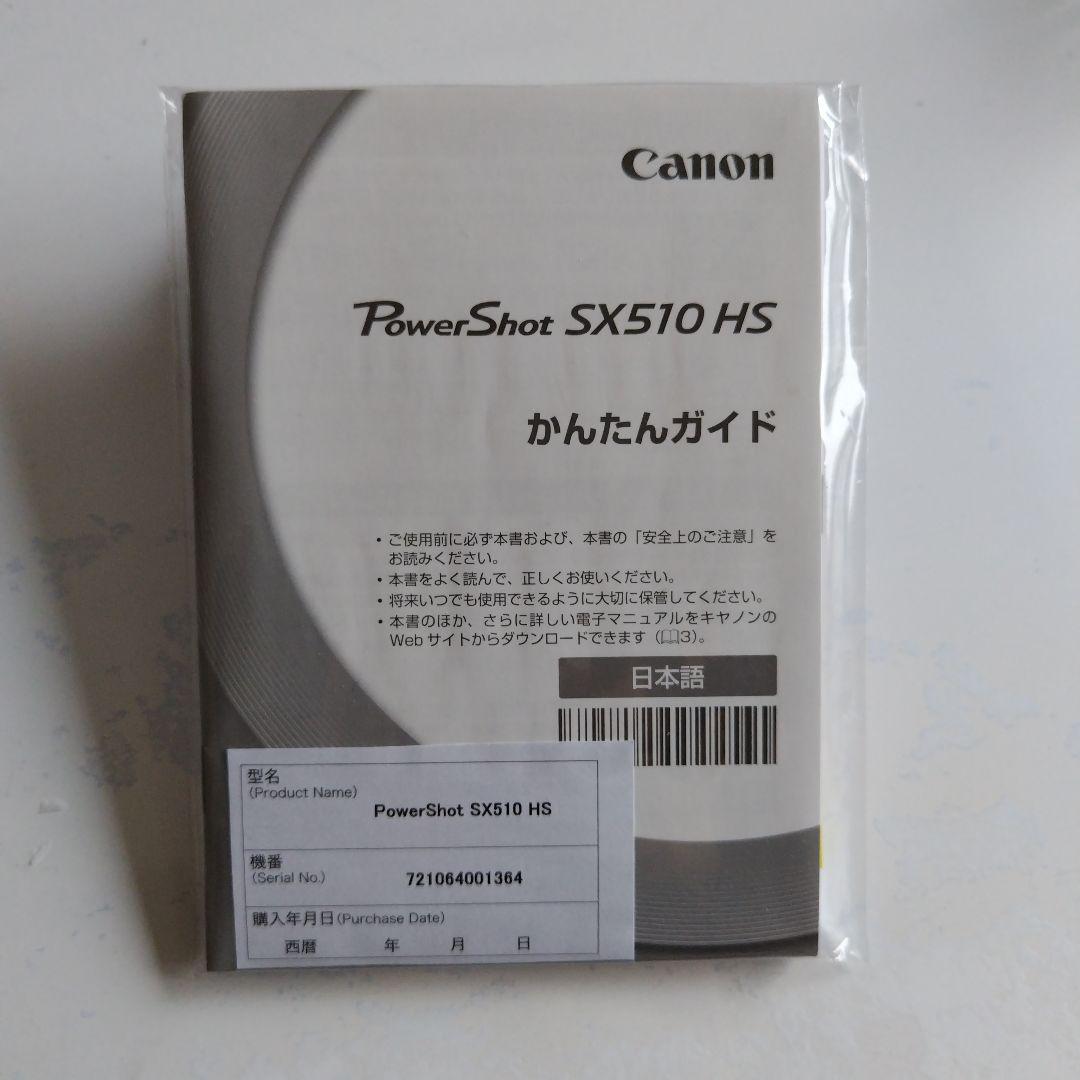 Canon
PowerShot SX510 HS
かんたんガイド
・ご使用前に必ず本書および、本書の「安全上のご注意」を
お読みください。
・本書をよく読んで、正しくお使いください。
・将来いつでも使用できるように大切に保管してください。
・本書のほか、さらに詳しい電子マニュアルをキヤノンの
Webサイトからダウンロードできます（📖3）。
日本語
型名
(Product Name)
PowerShot SX510 HS
機番
(Serial No.)
721064001364
購入年月日(Purchase Date)
西暦 年 月 日